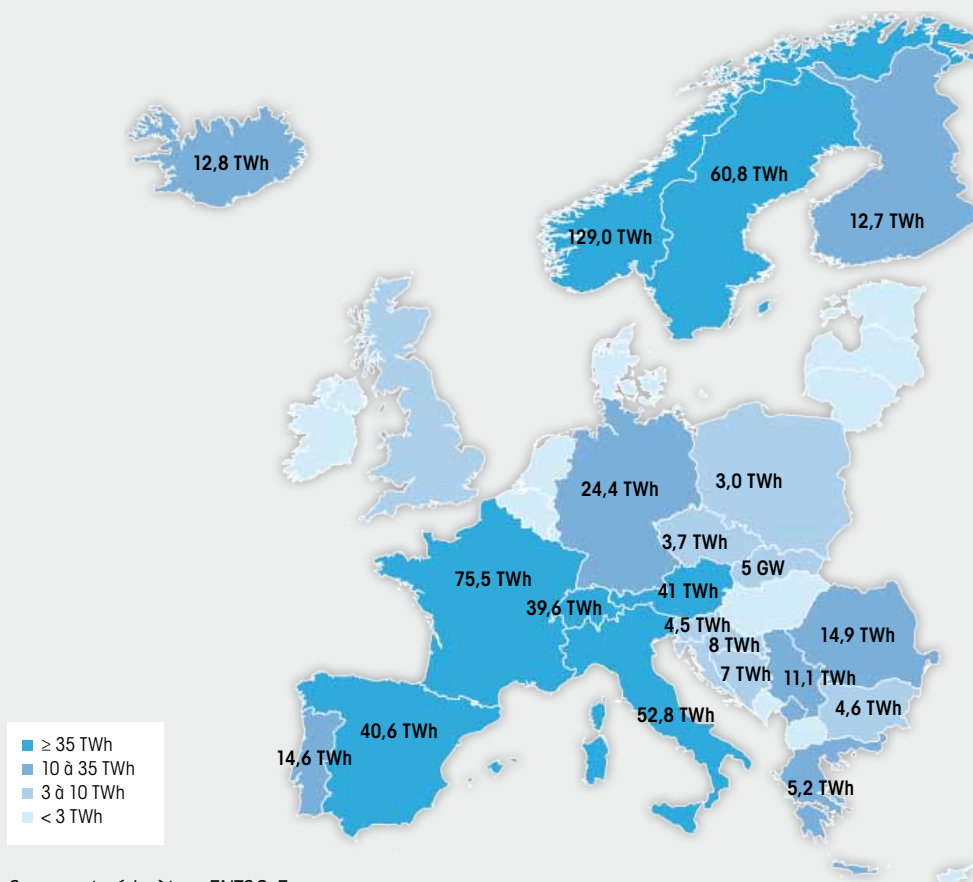 12,8 TWh
60,8 TWh
129,0 TWh
12,7 TWh
24,4 TWh
3,0 TWh
3,7 TWh
5 GW
75,5 TWh
41 TWh
39,6 TWh
4,5 TWh
8 TWh
14,9 TWh
7 TWh
11,1 TWh
4,6 TWh
52,8 TWh
40,6 TWh
14,6 TWh
5,2 TWh
≥ 35 TWh
10 à 35 TWh
3 à 10 TWh
< 3 TWh